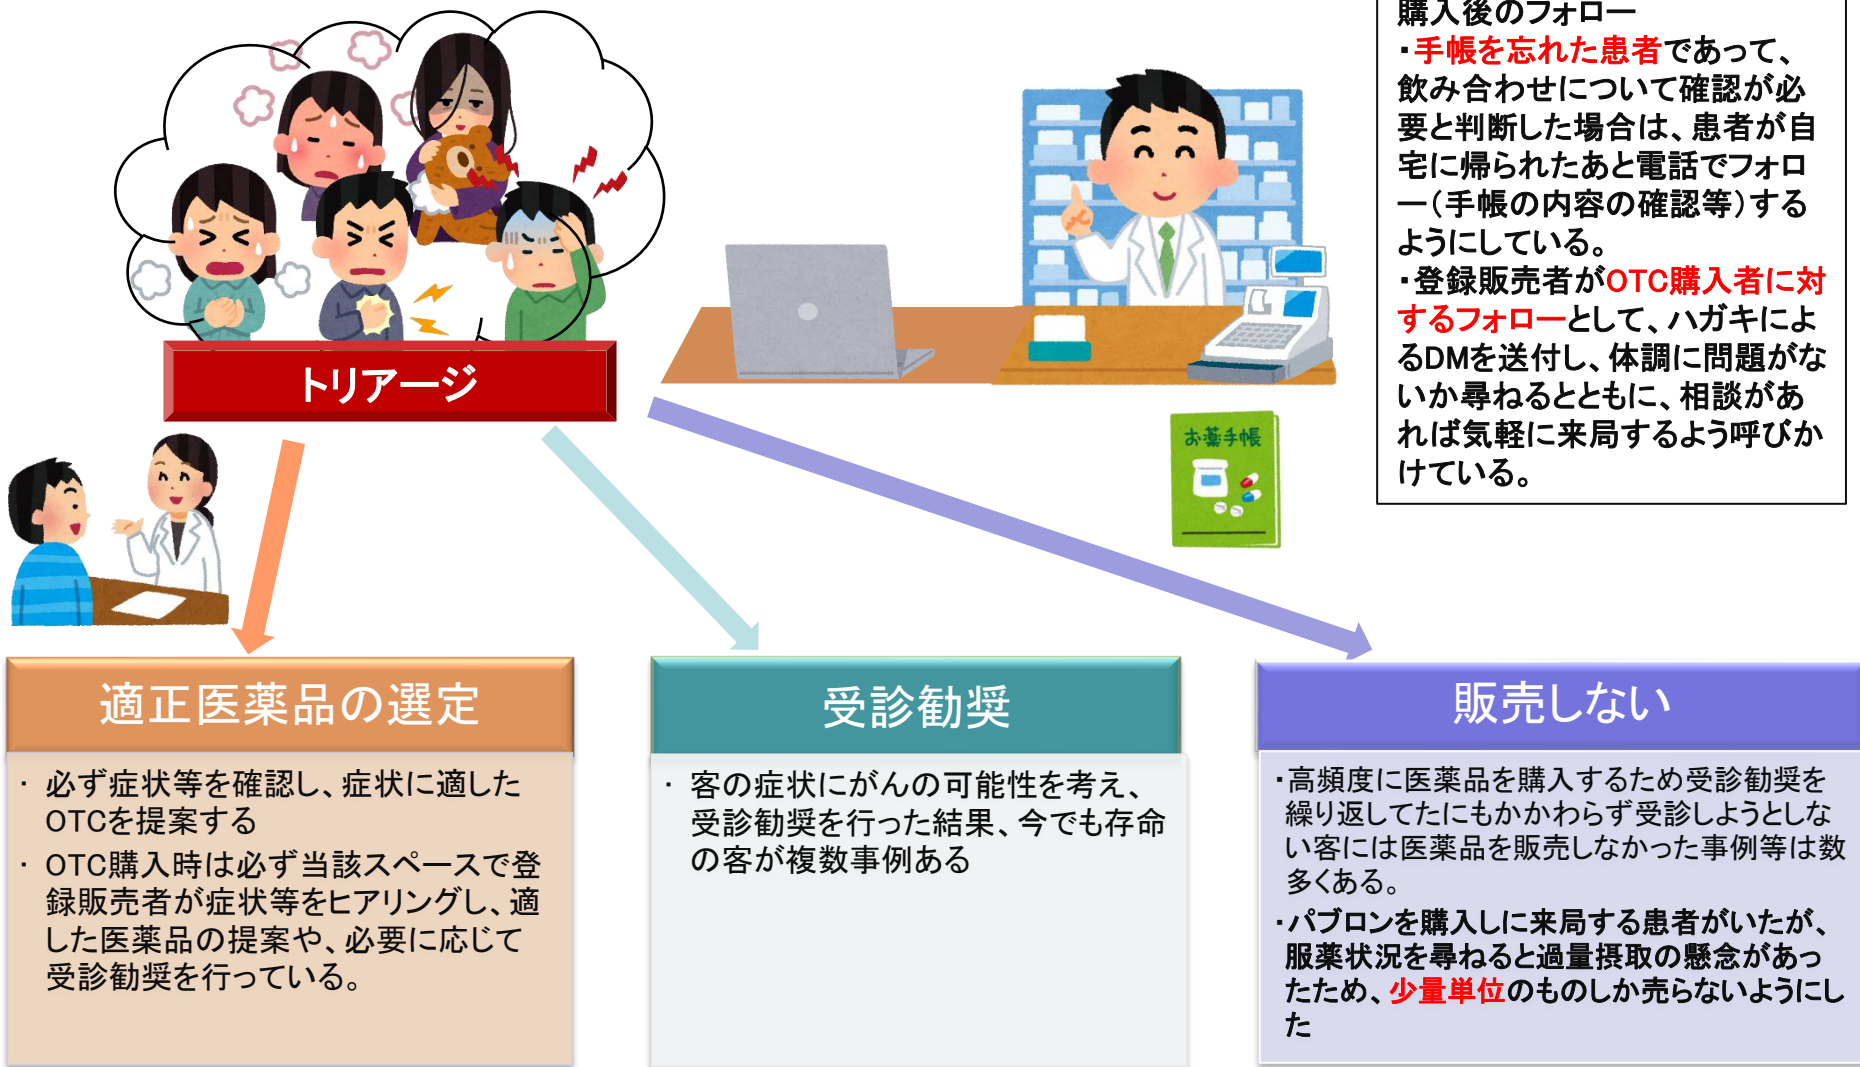 購入後のフォロー
・手帳を忘れた患者であって、
飲み合わせについて確認が必
要と判断した場合は、患者が自
宅に帰られたあと電話でフォロ
ー(手帳の内容の確認等)する
ようにしている。
・登録販売者がOTC購入者に対
するフォローとして、ハガキによ
るDMを送付し、体調に問題がな
いか尋ねるとともに、相談があ
れば気軽に来局するよう呼びか
けている。
トリアージ
お薬手帳
適正医薬品の選定
・ 必ず症状等を確認し、症状に適した
OTCを提案する
・ OTC購入時は必ず当該スペースで登
録販売者が症状等をヒアリングし、適
した医薬品の提案や、必要に応じて
受診勧奨を行っている。
受診勧奨
・ 客の症状にがんの可能性を考え、
受診勧奨を行った結果、今でも存命
の客が複数事例ある
販売しない
・高頻度に医薬品を購入するため受診勧奨を
繰り返してたにもかかわらず受診しようとしな
い客には医薬品を販売しなかった事例等は数
多くある。
・パブロンを購入しに来局する患者がいたが、
服薬状況を尋ねると過量摂取の懸念があっ
たため、少量単位のものしか売らないようにし
た